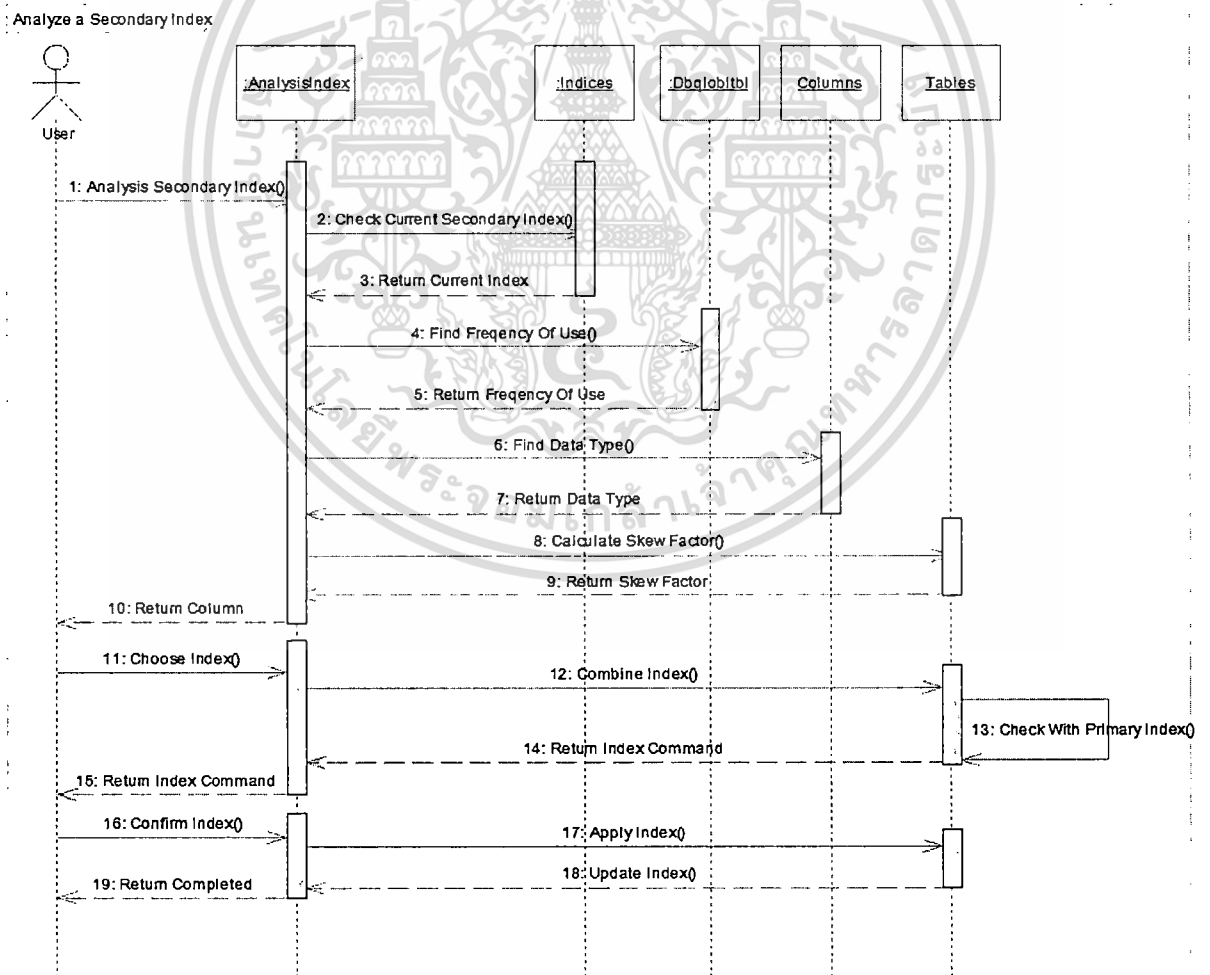 Analyze a Secondary Index
User
:AnalysisIndex
:Indices
:Dbqlobltbl
Columns
Tables
1: Analysis Secondary Index()
2: Check Current Secondary Index()
3: Return Current Index
4: Find Freqency Of Use()
5: Return Freqency Of Use
6: Find Data Type()
7: Return Data Type
8: Calculate Skew Factor()
9: Return Skew Factor
10: Return Column
11: Choose Index()
12: Combine Index()
13: Check With Primary Index()
14: Return Index Command
15: Return Index Command
16: Confirm Index()
17: Apply Index()
18: Update Index()
19: Return Completed